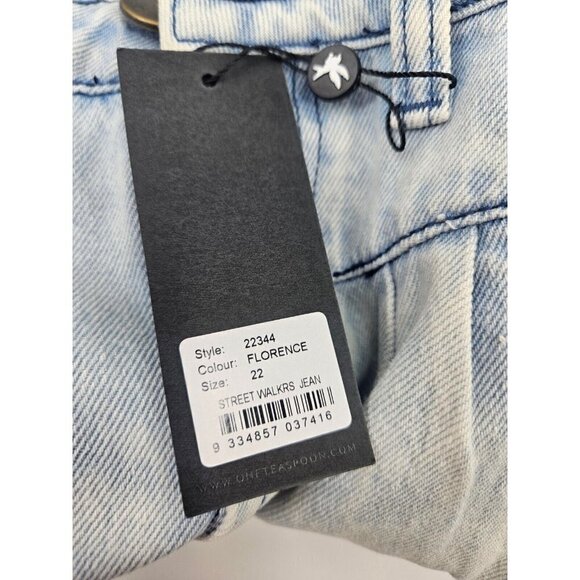 Style: 22344
Colour: FLORENCE
Size: 22
STREET WALKRS JEAN
9 334857 037416
WWW.ONETEASPOON.COM